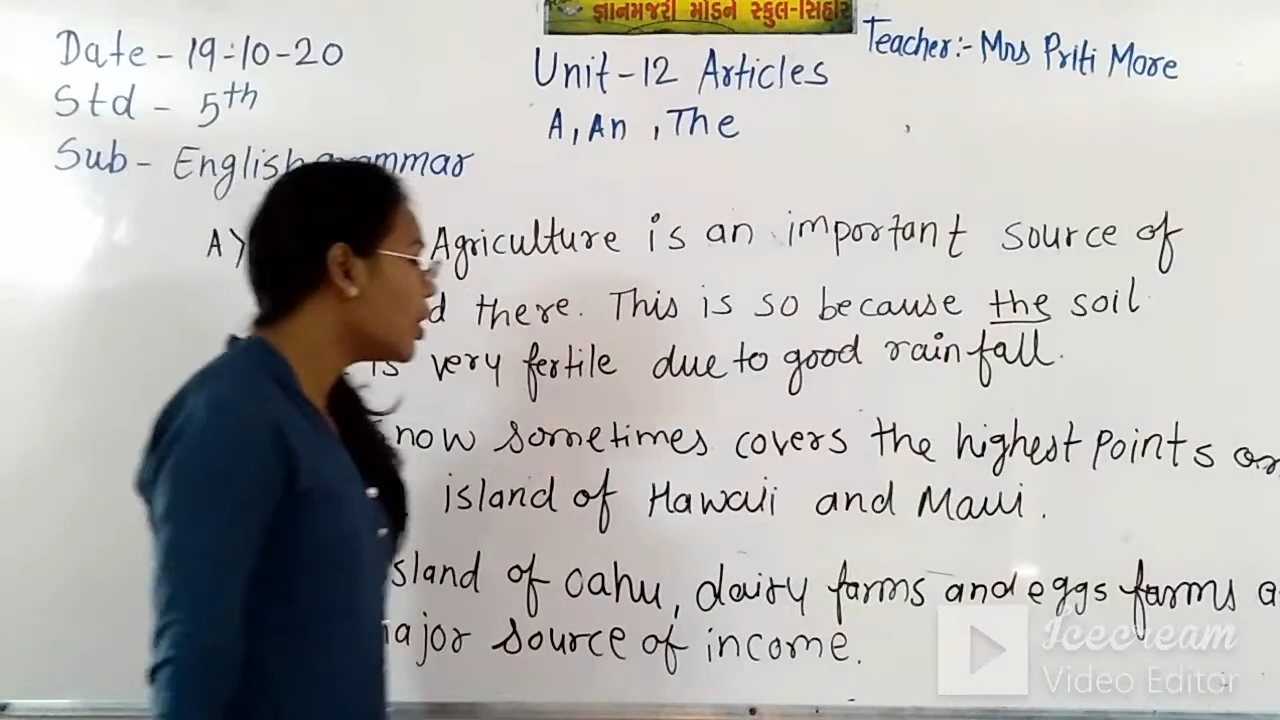 જ્ઞાનમંજરી મોડર્ન સ્કુલ-સિહોર
Date - 19-10-20
Unit-12 Articles
Teacher:- Mrs Priti More
Std - 5th
A, An , The
Sub - English grammar
A) Agriculture is an important source of
there. This is so because the soil
is very fertile due to good rainfall.
now sometimes covers the highest points on
island of Hawaii and Maui.
sland of oahu, dairy farms and eggs farms a
major source of income.
Icecream
Video Editor